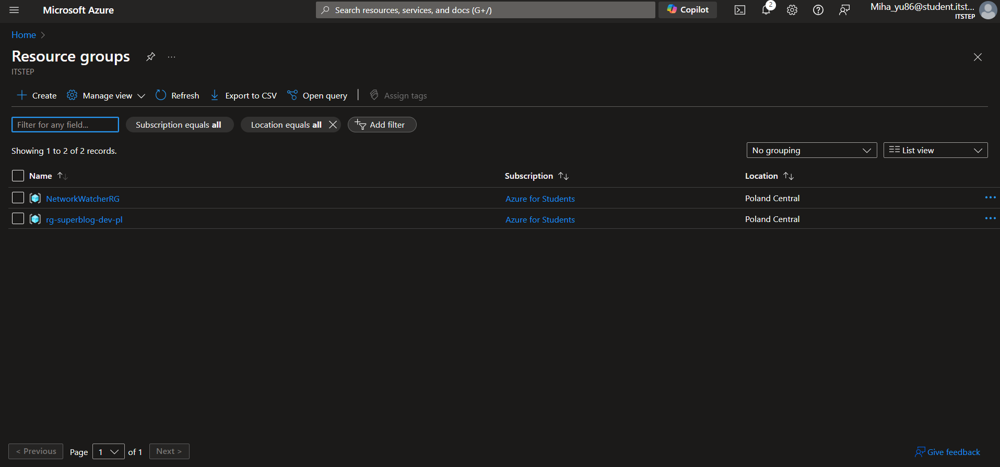 Microsoft Azure
Search resources, services, and docs (G+/)
Copilot
2
Miha_yu86@student.itst...
ITSTEP
Home
Resource groups
ITSTEP
Create
Manage view
Refresh
Export to CSV
Open query
Assign tags
Filter for any field...
Subscription equals all
Location equals all
Add filter
Showing 1 to 2 of 2 records.
No grouping
List view
Name
Subscription
Location
NetworkWatcherRG
Azure for Students
Poland Central
rg-superblog-dev-pl
Azure for Students
Poland Central
< Previous
Page
1
of 1
Next >
Give feedback